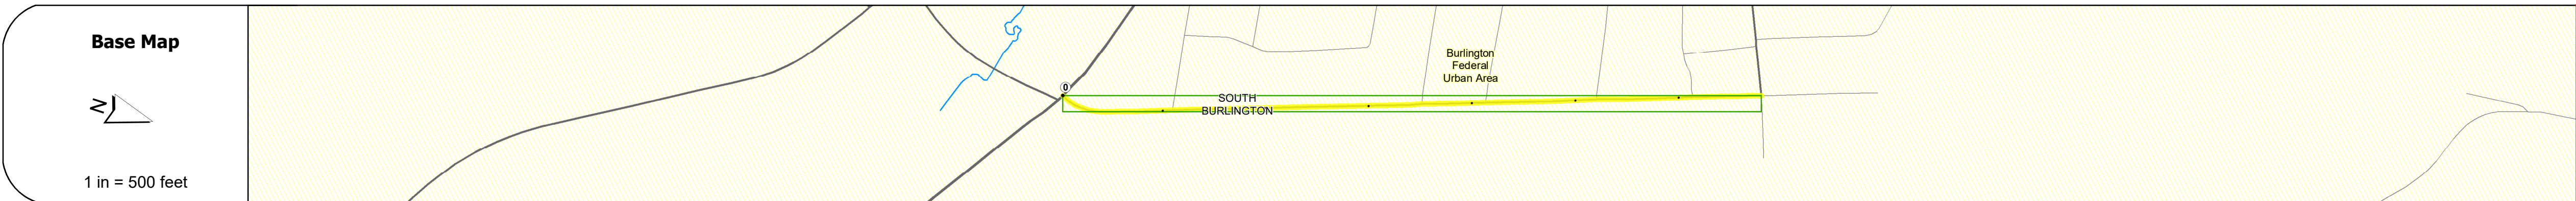 Base Map
N
1 in = 500 feet
0
SOUTH
BURLINGTON
Burlington
Federal
Urban Area